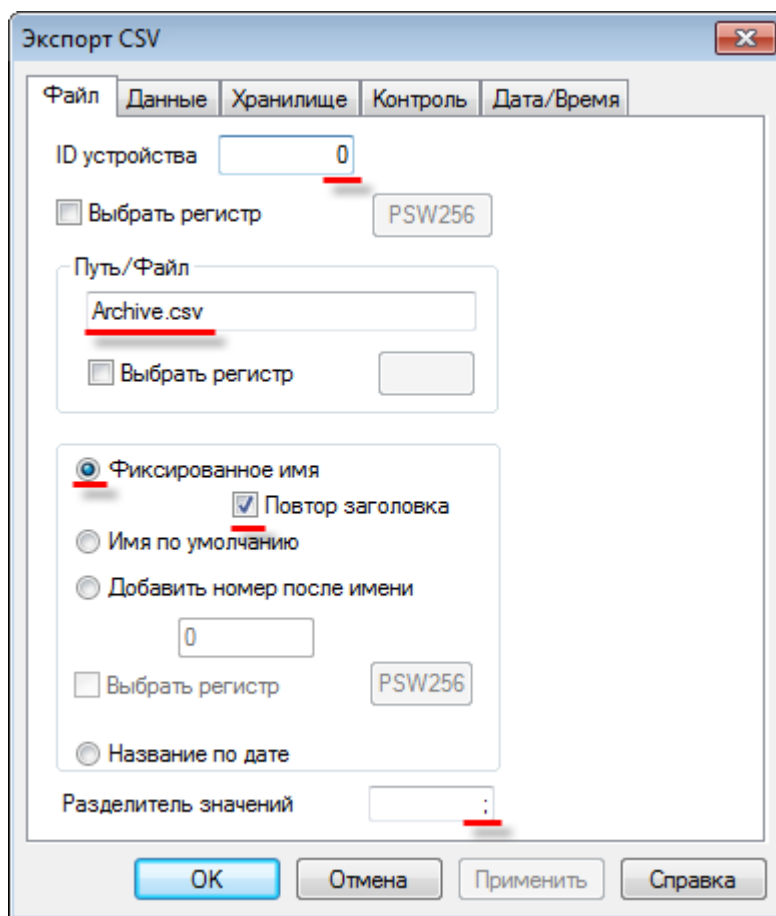 Экспорт CSV
Файл Данные Хранилище Контроль Дата/Время
ID устройства 0
Выбрать регистр PSW256
Путь/Файл
Archive.csv
Выбрать регистр
Фиксированное имя
Повтор заголовка
Имя по умолчанию
Добавить номер после имени
0
Выбрать регистр PSW256
Название по дате
Разделитель значений ;
OK Отмена Применить Справка